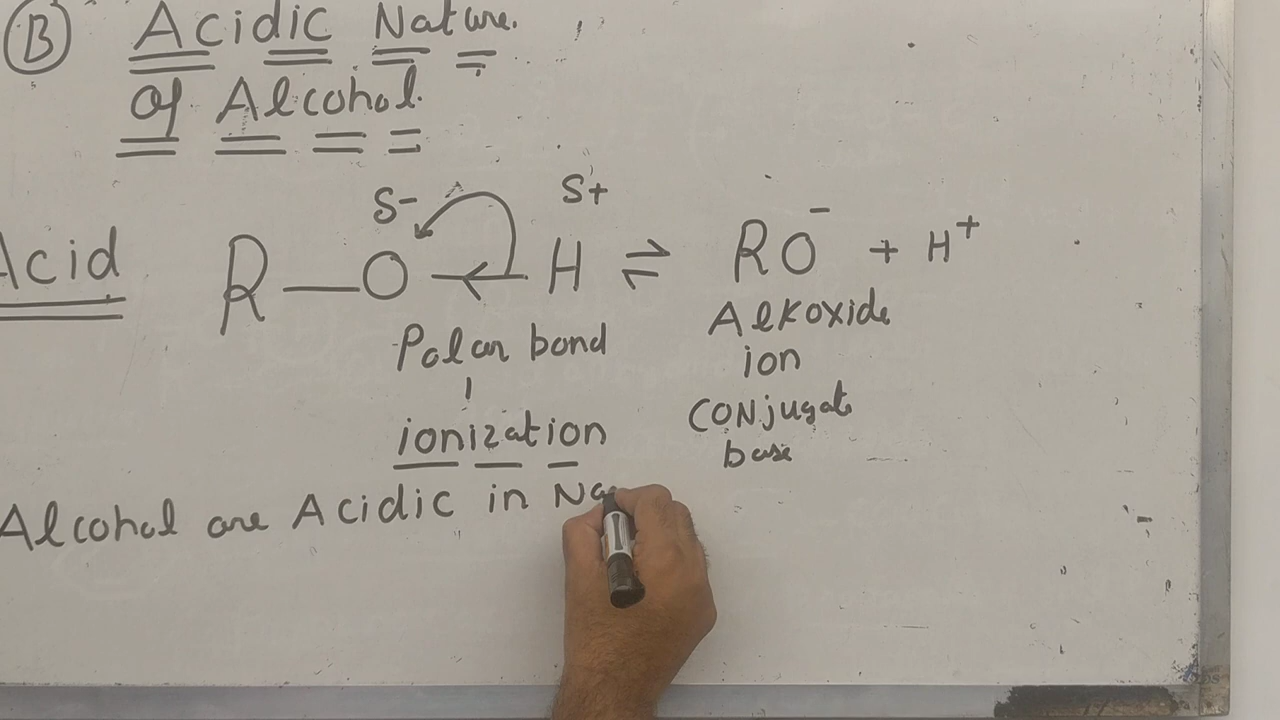 B Acidic Nature.
of Alcohol.
S- S+
Acid R—O H ⇌ RO⁻ + H⁺
Polar bond
Alkoxide
ion
ionization
Conjugate
base
Alcohol are Acidic in Na